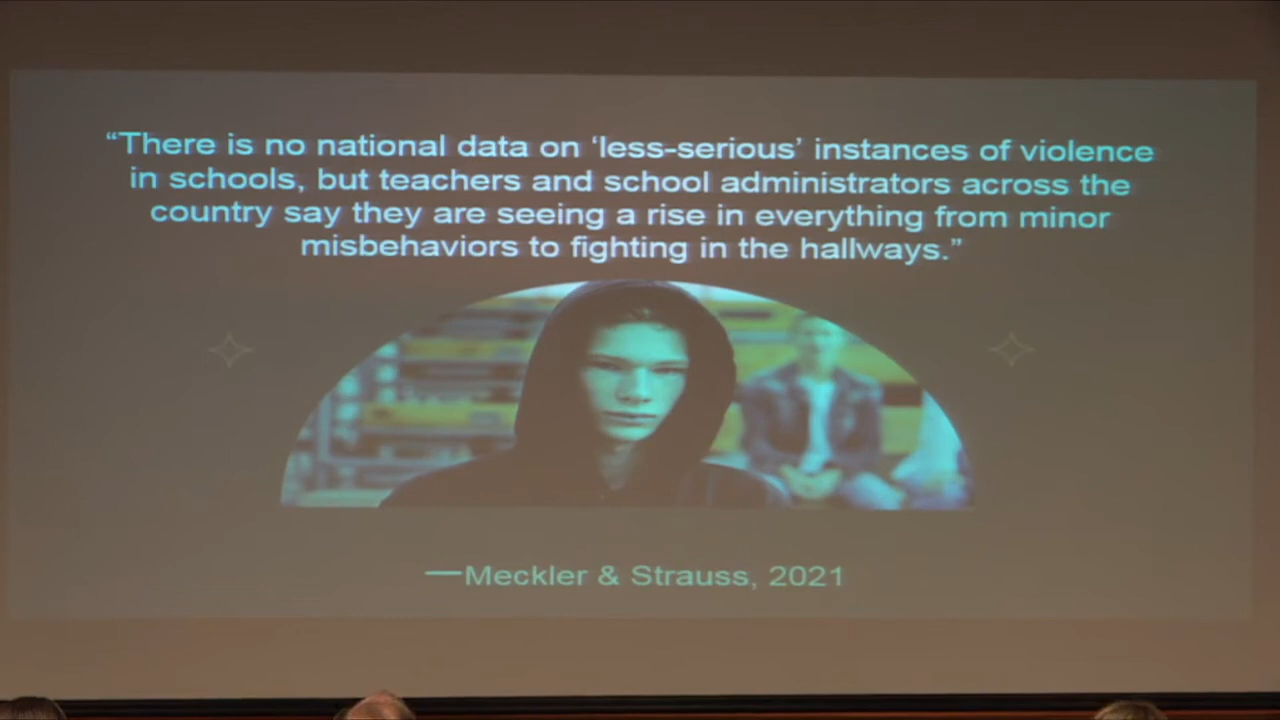 “There is no national data on ‘less-serious’ instances of violence
in schools, but teachers and school administrators across the
country say they are seeing a rise in everything from minor
misbehaviors to fighting in the hallways.”
—Meckler & Strauss, 2021